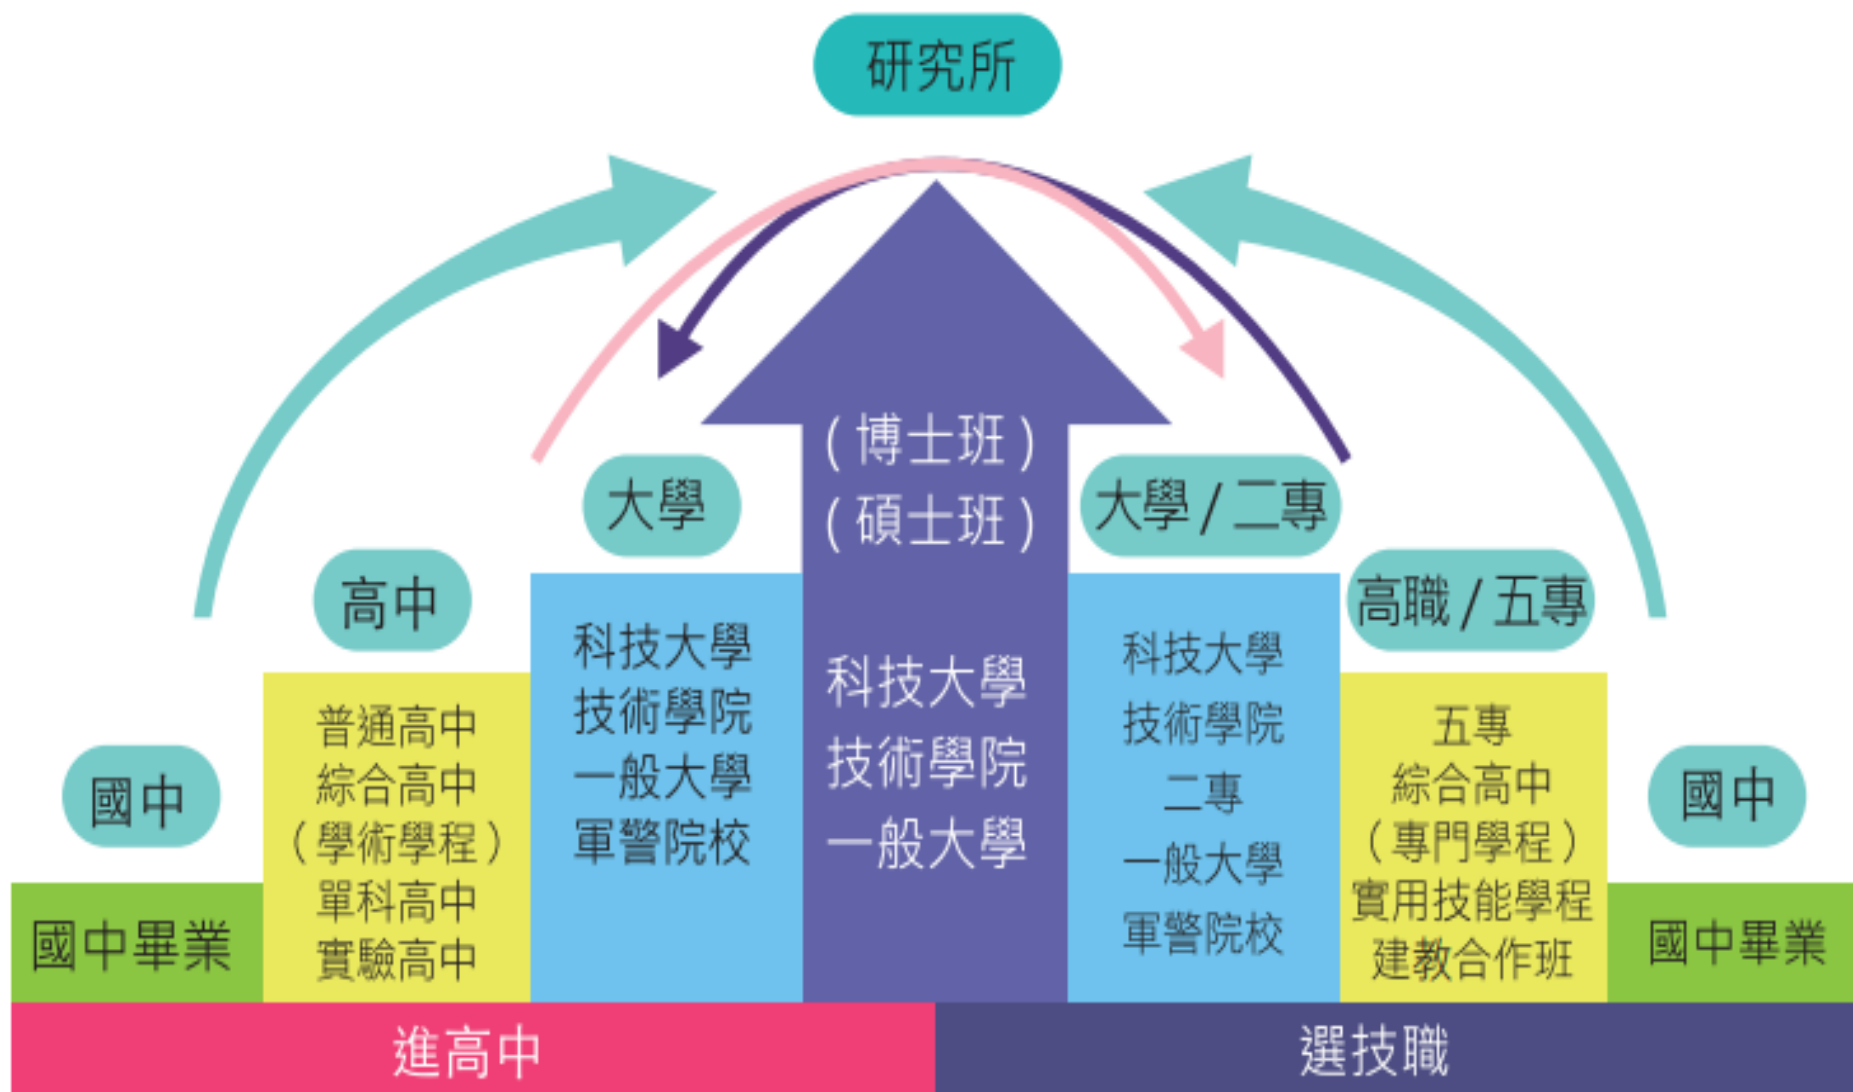 研究所
大學
高中
國中
國中畢業
普通高中
綜合高中
(學術學程)
單科高中
實驗高中
科技大學
技術學院
一般大學
軍警院校
(博士班)
(碩士班)
科技大學
技術學院
一般大學
大學/二專
科技大學
技術學院
二專
一般大學
軍警院校
高職/五專
五專
綜合高中
(專門學程)
實用技能學程
建教合作班
國中
國中畢業
進高中
選技職